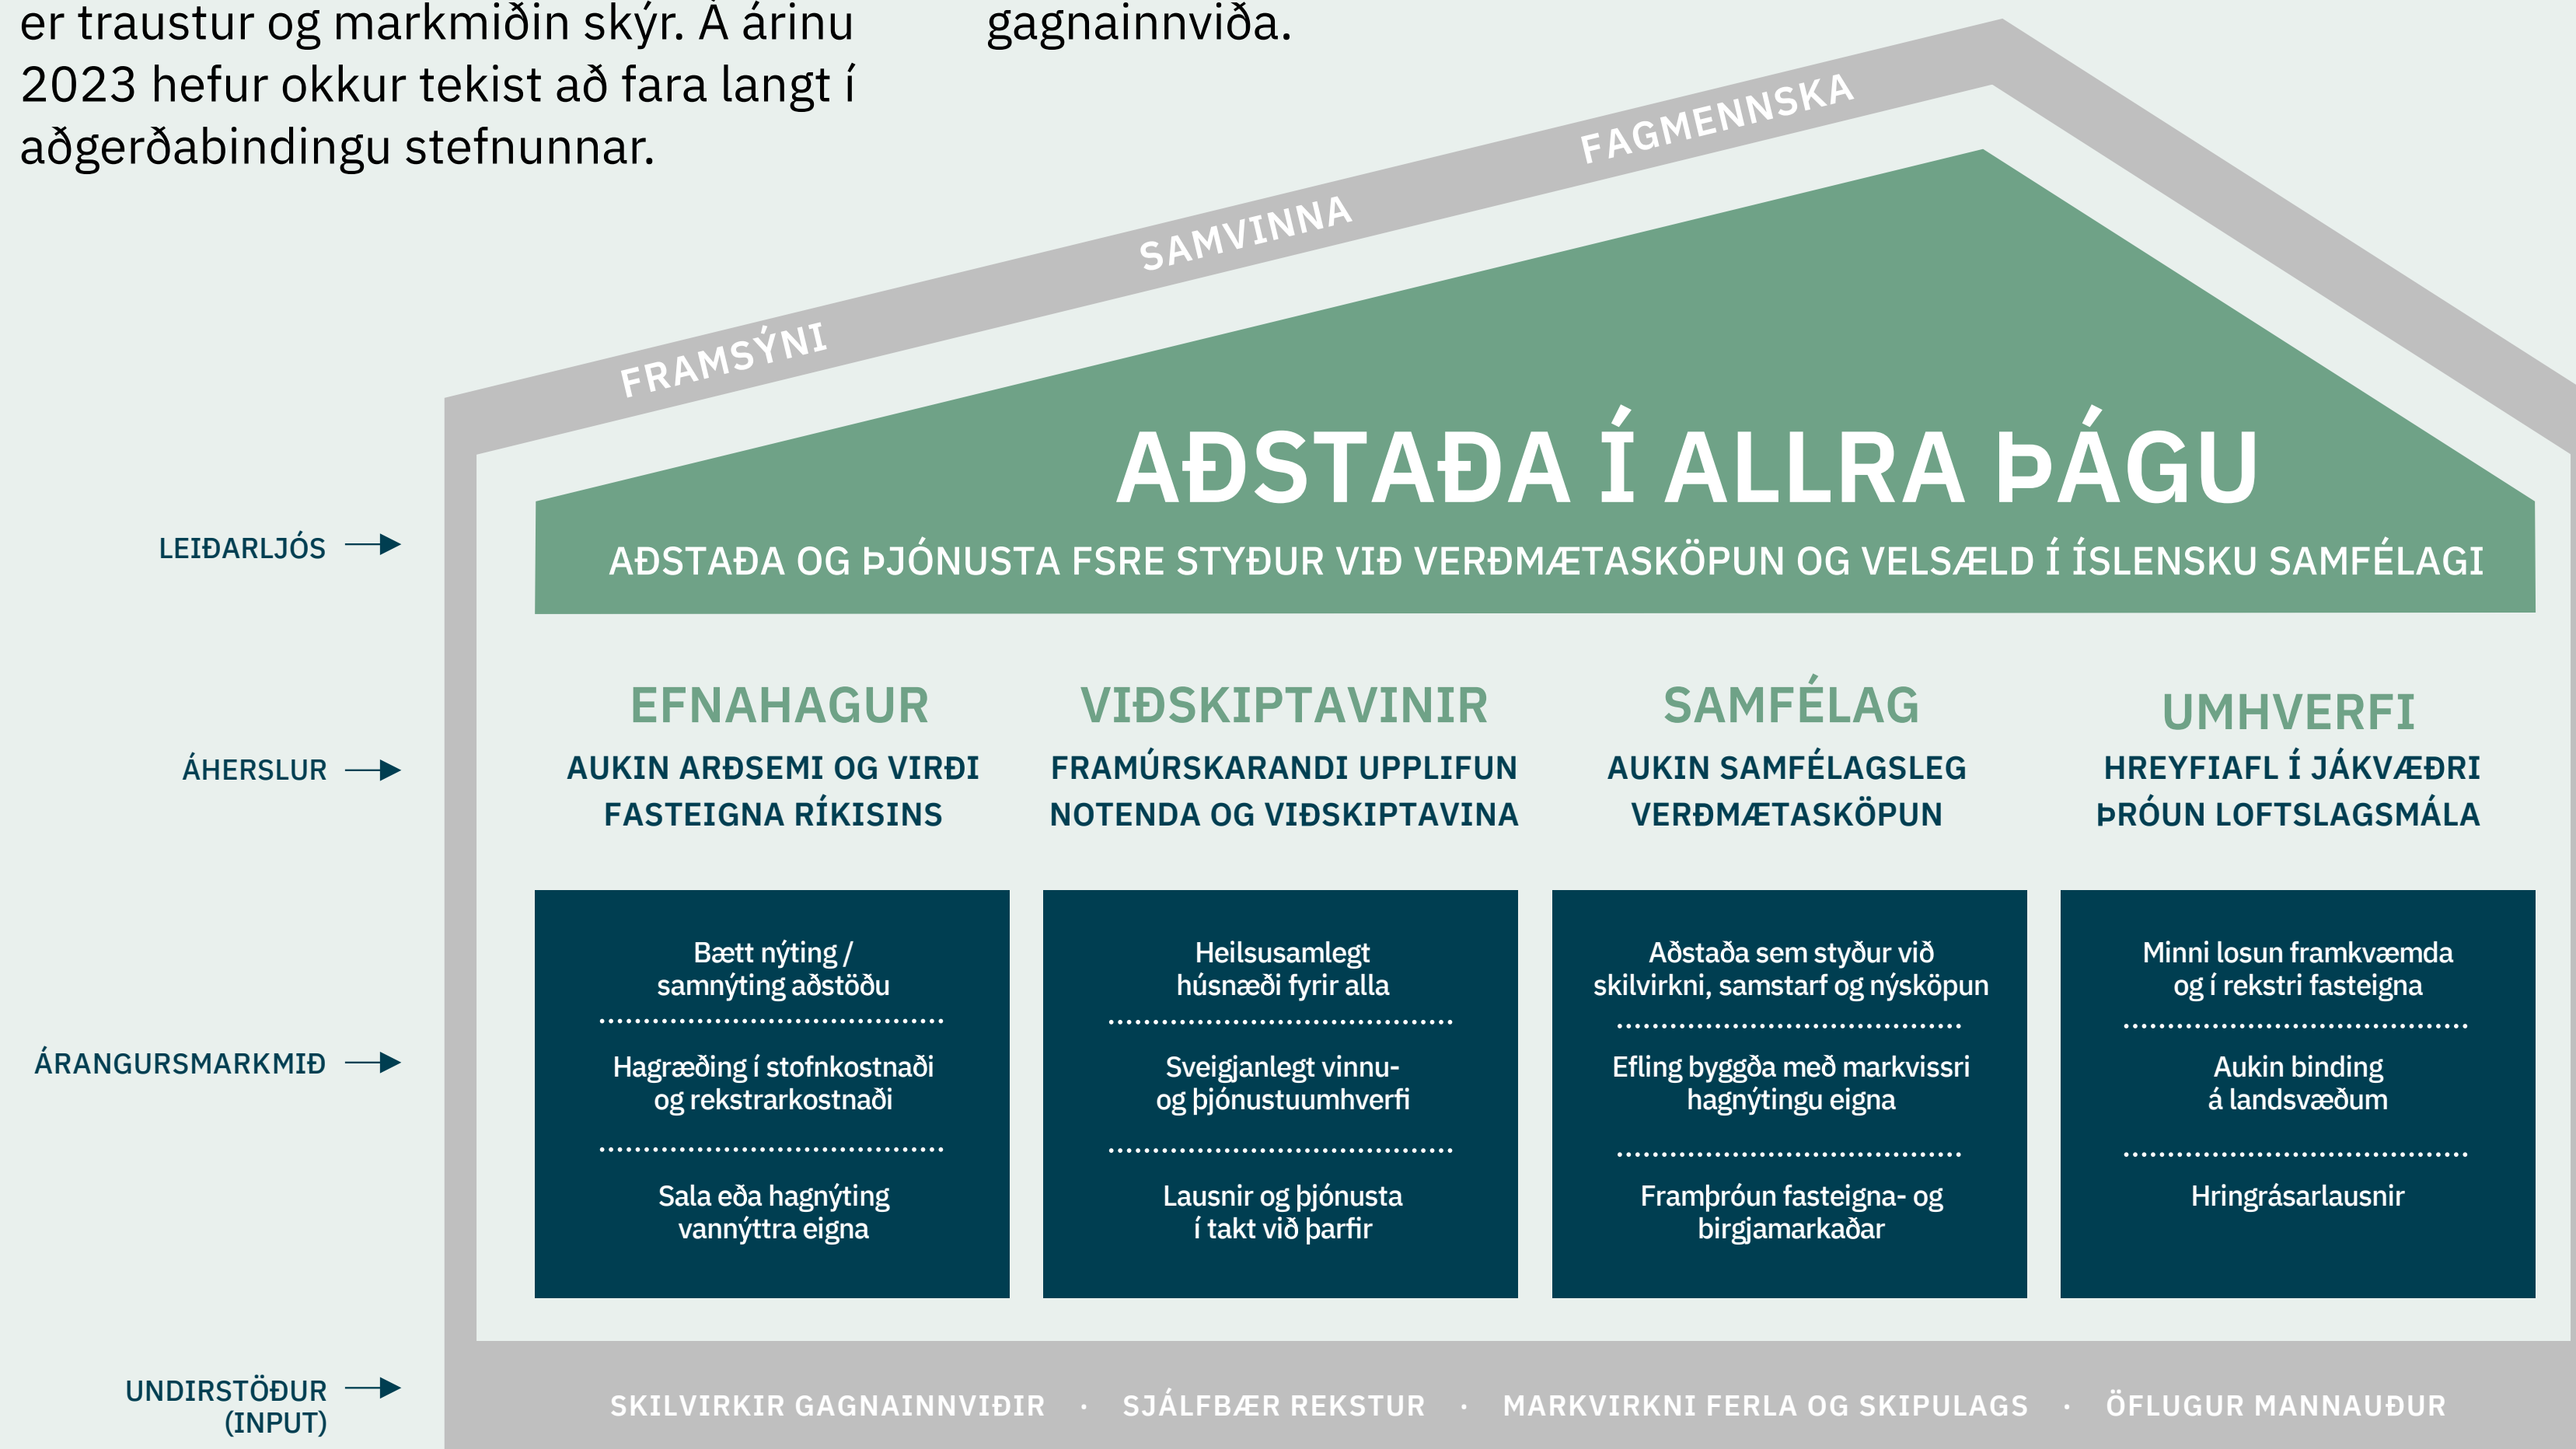 er traustur og markmiðin skýr. Á árinu
2023 hefur okkur tekist að fara langt í
aðgerðabindingu stefnunnar.
gagnainnviða.
FRAMSÝNI
SAMVINNA
FAGMENNSKA
AÐSTAÐA Í ALLRA ÞÁGU
LEIÐARLJÓS
AÐSTAÐA OG ÞJÓNUSTA FSRE STYÐUR VIÐ VERÐMÆTASKÖPUN OG VELSÆLD Í ÍSLENSKU SAMFÉLAGI
ÁHERSLUR
EFNAHAGUR
AUKIN ARÐSEMI OG VIRÐI
FASTEIGNA RÍKISINS
VIÐSKIPTAVINIR
FRAMÚRSKARANDI UPPLIFUN
NOTENDA OG VIÐSKIPTAVINA
SAMFÉLAG
AUKIN SAMFÉLAGSLEG
VERÐMÆTASKÖPUN
UMHVERFI
HREYFIAFL Í JÁKVÆÐRI
ÞRÓUN LOFTSLAGSMÁLA
ÁRANGURSMARKMIÐ
Bætt nýting /
samnýting aðstöðu
Hagræðing í stofnkostnaði
og rekstrarkostnaði
Sala eða hagnýting
vannýttra eigna
Heilsusamlegt
húsnæði fyrir alla
Sveigjanlegt vinnu-
og þjónustuumhverfi
Lausnir og þjónusta
í takt við þarfir
Aðstaða sem styður við
skilvirkni, samstarf og nýsköpun
Efling byggða með markvissri
hagnýtingu eigna
Framþróun fasteigna- og
birgjamarkaðar
Minni losun framkvæmda
og í rekstri fasteigna
Aukin binding
á landsvæðum
Hringrásarlausnir
UNDIRSTÖÐUR
(INPUT)
SKILVIRKIR GAGNAINNVIÐIR · SJÁLFBÆR REKSTUR · MARKVIRKNI FERLA OG SKIPULAGS · ÖFLUGUR MANNAUÐUR